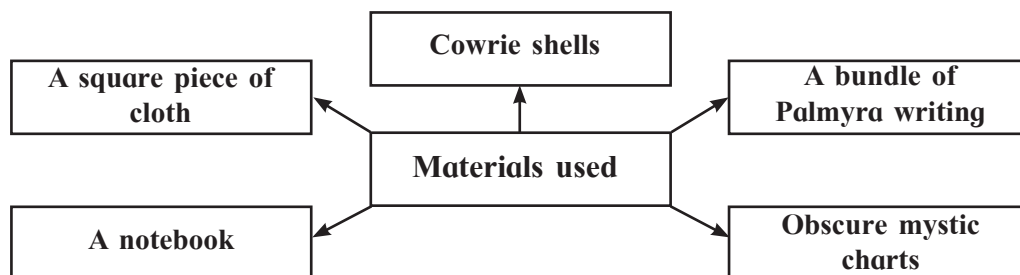 Cowrie shells
A square piece of
cloth
A bundle of
Palmyra writing
Materials used
A notebook
Obscure mystic
charts